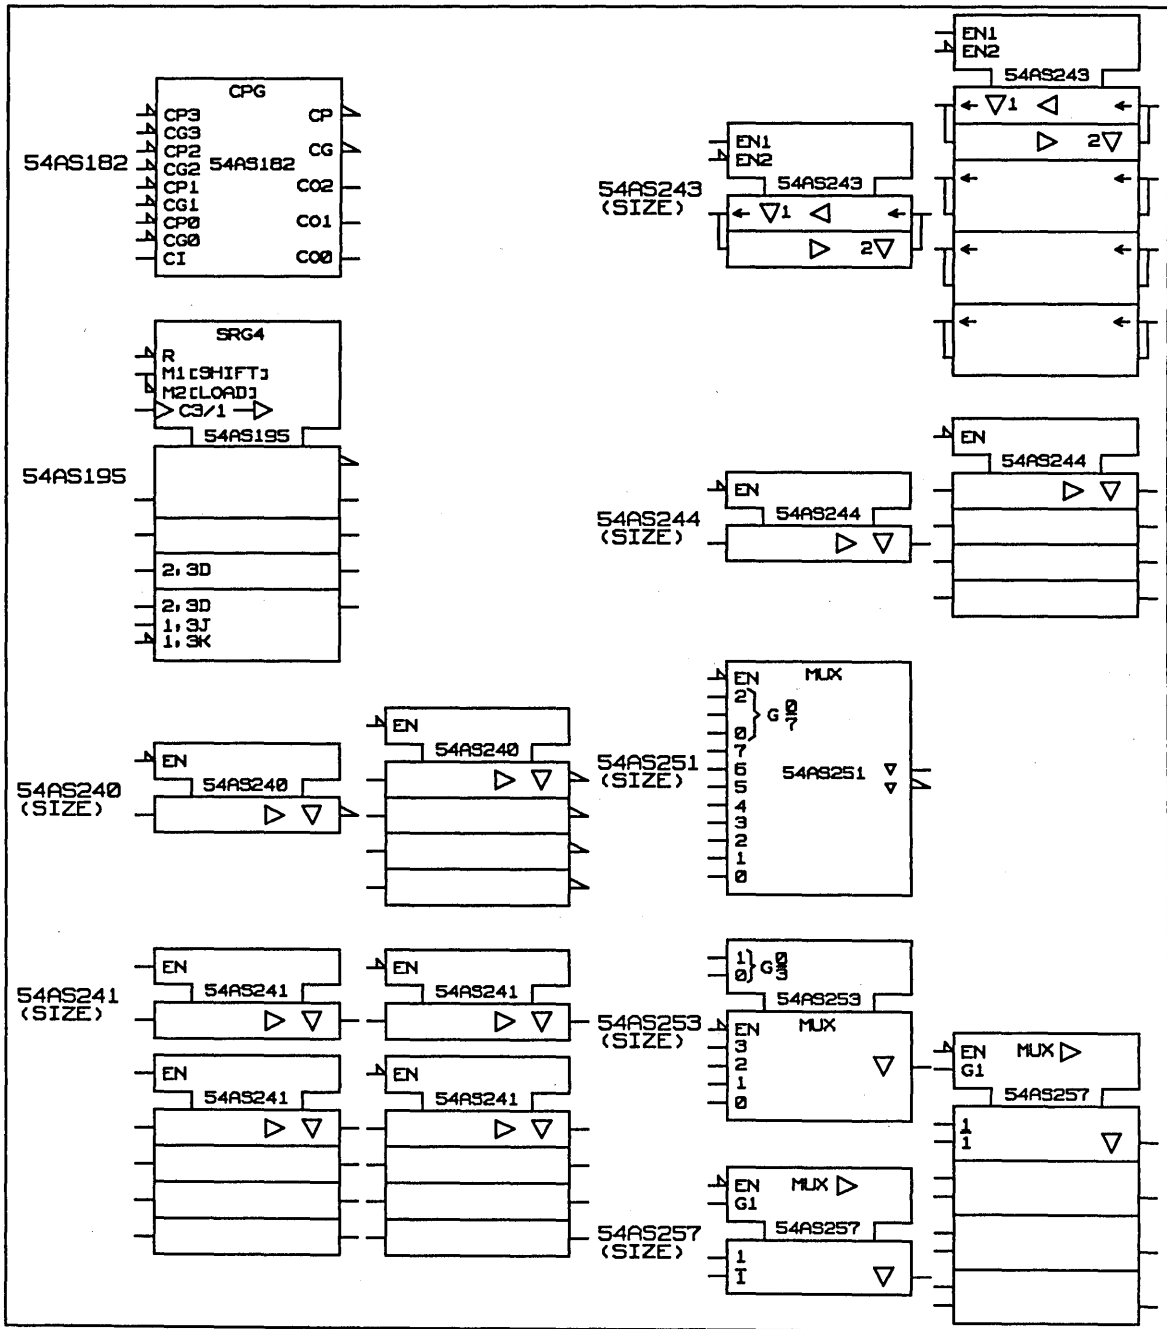 54AS182
CPG
CP3 CP
CG3
CP2 CG
CG2 54AS182
CP1 CO2
CG1
CP0 CO1
CG0
CI CO0
54AS195
SRG4
R
M1[SHIFT]
M2[LOAD]
C3/1
54AS195
2,3D
2,3D
1,3J
1,3K
54AS240
(SIZE)
EN
54AS240
EN
54AS240
54AS241
(SIZE)
EN
54AS241
EN
54AS241
EN
54AS241
EN
54AS241
54AS243
(SIZE)
EN1
EN2
54AS243
1
2
EN1
EN2
54AS243
1
2
54AS244
(SIZE)
EN
54AS244
EN
54AS244
54AS251
(SIZE)
MUX
EN
2
0
G 0
7
7
6
5
4
3
2
1
0
54AS251
54AS253
(SIZE)
1
0
G 0
3
54AS253
MUX
EN
3
2
1
0
54AS257
(SIZE)
EN MUX
G1
54AS257
1
1
EN MUX
G1
54AS257
1
1